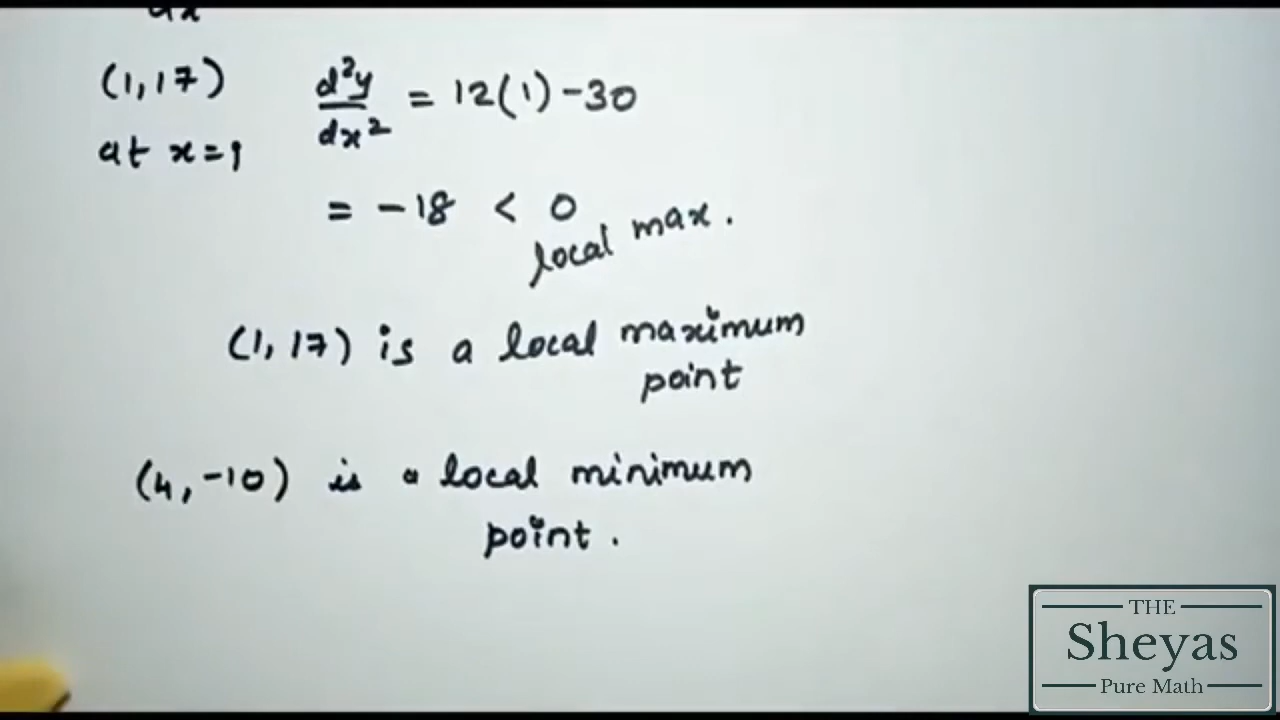 dx
(1,17) d²y/dx² = 12(1)-30
at x=1
= -18 < 0
local max.
(1,17) is a local maximum
point
(4,-10) is a local minimum
point.
THE
Sheyas
Pure Math